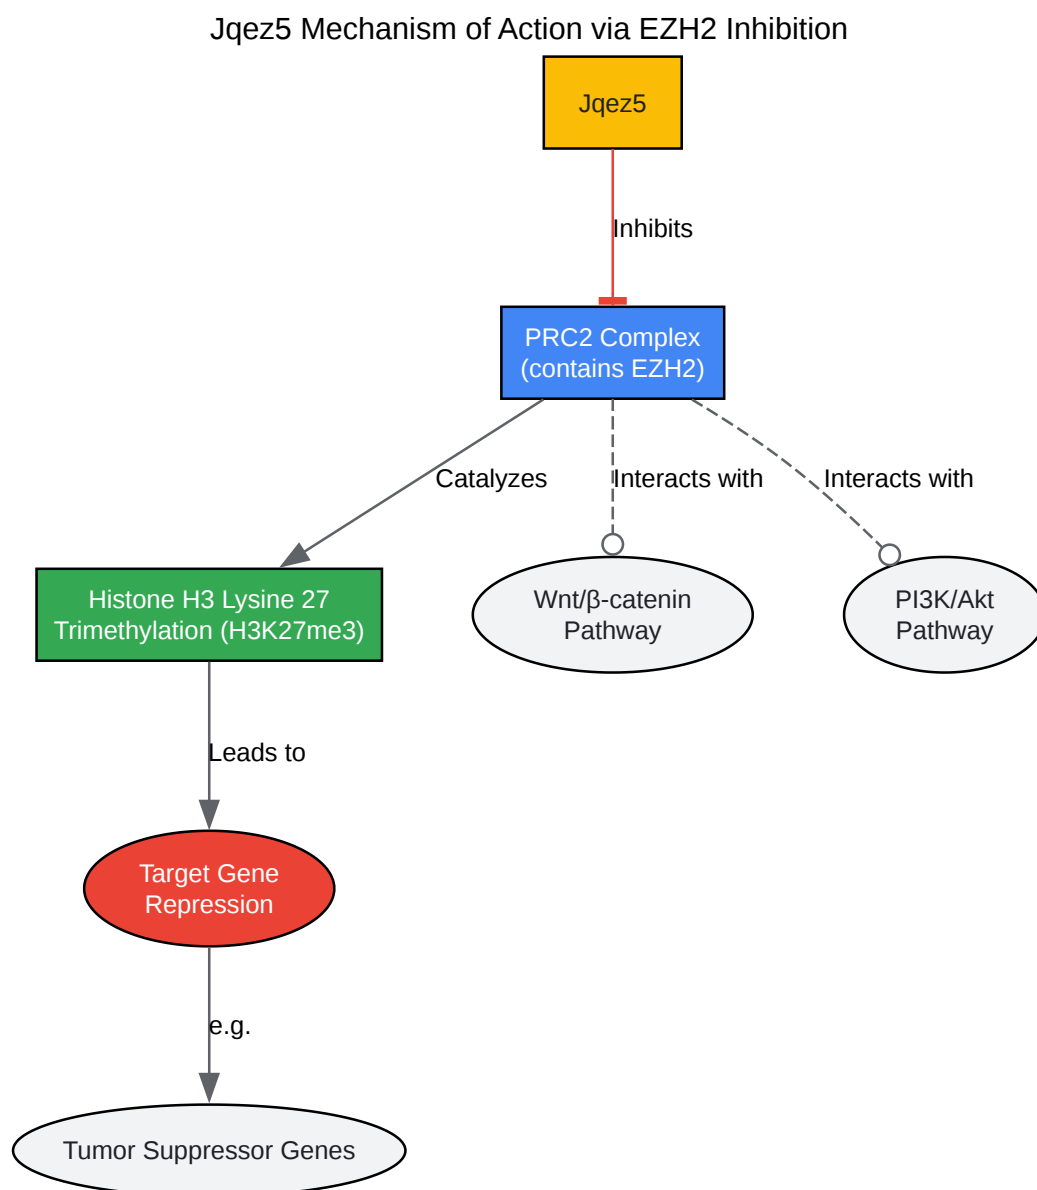 Jqez5 Mechanism of Action via EZH2 Inhibition
Jqez5
Inhibits
PRC2 Complex
(contains EZH2)
Catalyzes
Interacts with
Interacts with
Histone H3 Lysine 27
Trimethylation (H3K27me3)
Wnt/β-catenin
Pathway
PI3K/Akt
Pathway
Leads to
Target Gene
Repression
e.g.
Tumor Suppressor Genes